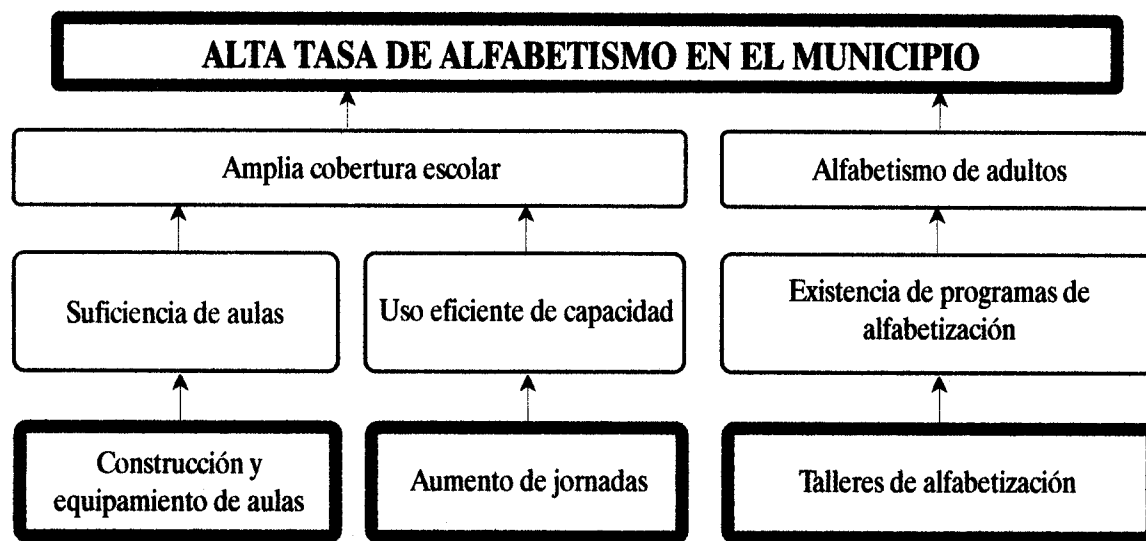 ALTA TASA DE ALFABETISMO EN EL MUNICIPIO
Amplia cobertura escolar
Alfabetismo de adultos
Suficiencia de aulas
Uso eficiente de capacidad
Existencia de programas de
alfabetización
Construcción y
equipamiento de aulas
Aumento de jornadas
Talleres de alfabetización